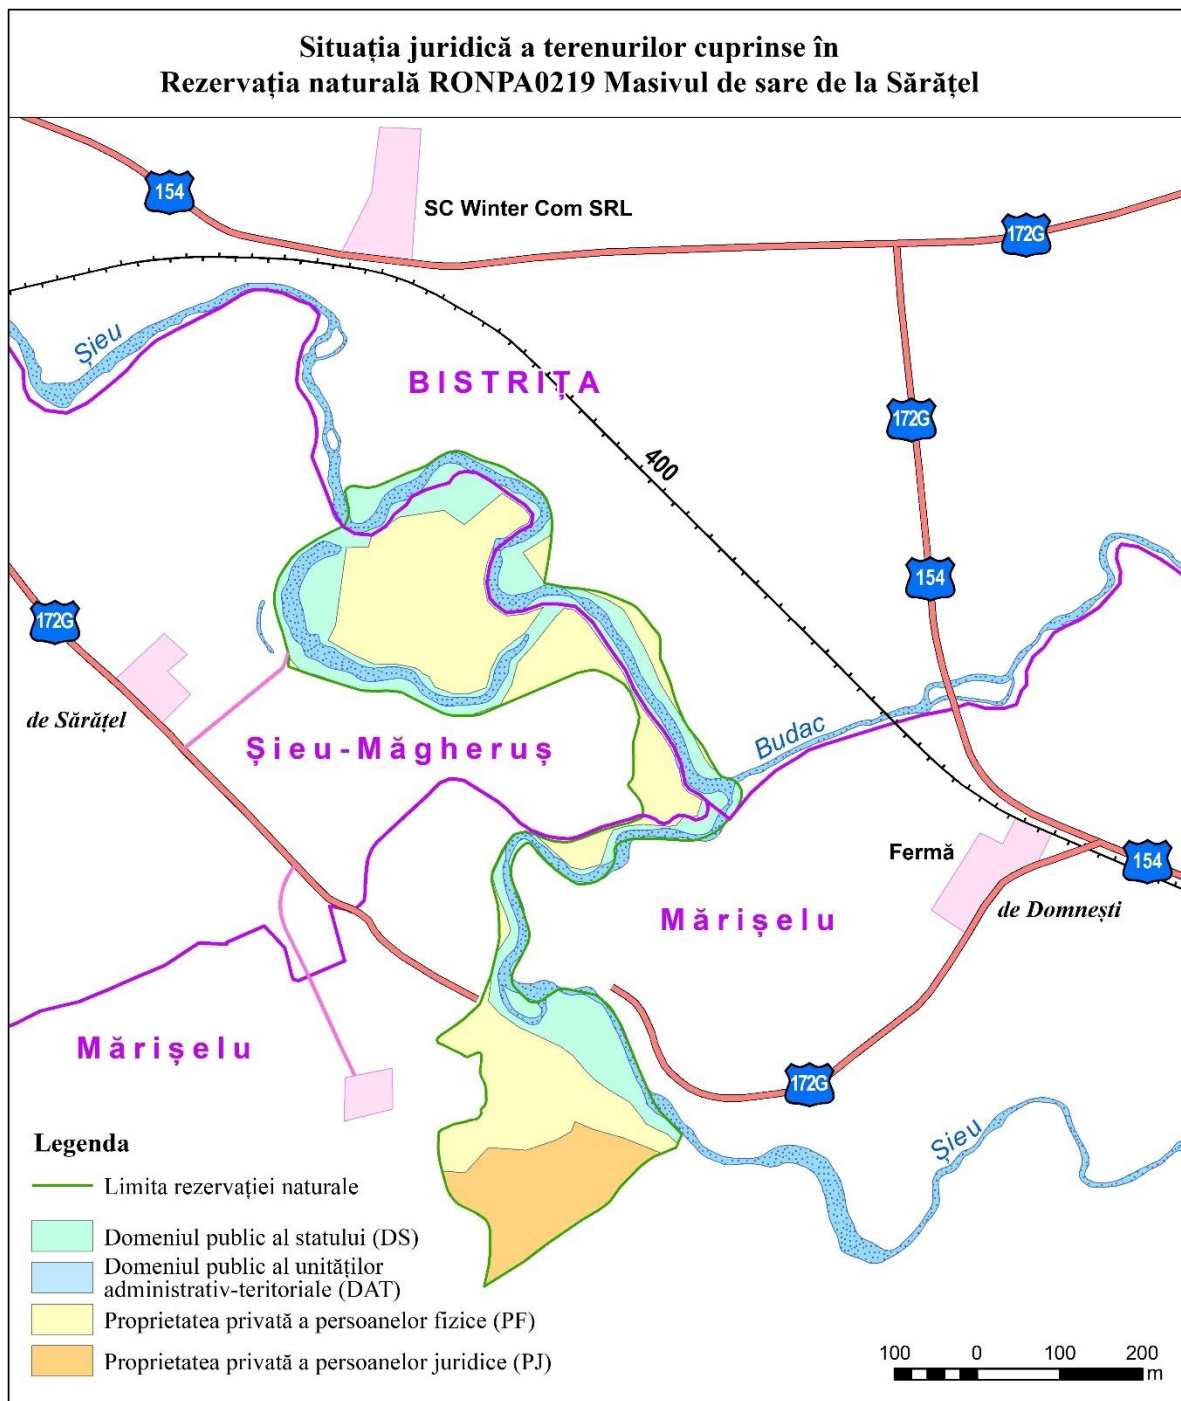 Situația juridică a terenurilor cuprinse în
Rezervația naturală RONPA0219 Masivul de sare de la Sărățel
154
SC Winter Com SRL
172G
Șieu
BISTRIȚA
172G
400
154
172G
de Sărățel
Budac
Șieu-Măgheruș
Fermă
154
de Domnești
Mărișelu
Mărișelu
172G
Șieu
Legenda
Limita rezervației naturale
Domeniul public al statului (DS)
Domeniul public al unităților
administrativ-teritoriale (DAT)
Proprietatea privată a persoanelor fizice (PF)
Proprietatea privată a persoanelor juridice (PJ)
100 0 100 200
m